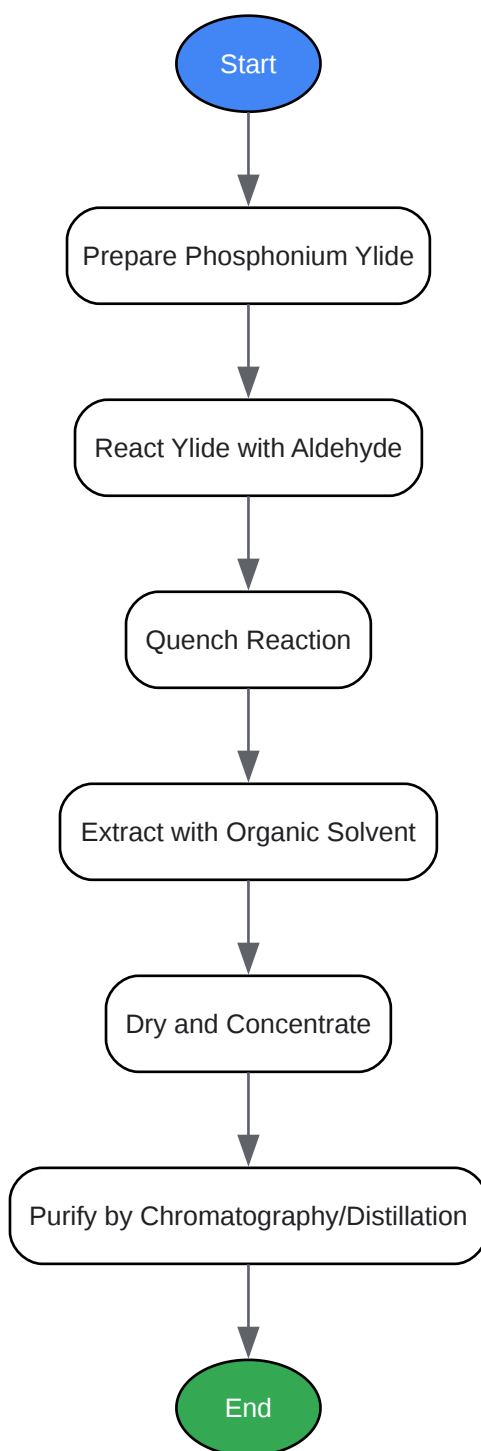 Start
Prepare Phosphonium Ylide
React Ylide with Aldehyde
Quench Reaction
Extract with Organic Solvent
Dry and Concentrate
Purify by Chromatography/Distillation
End